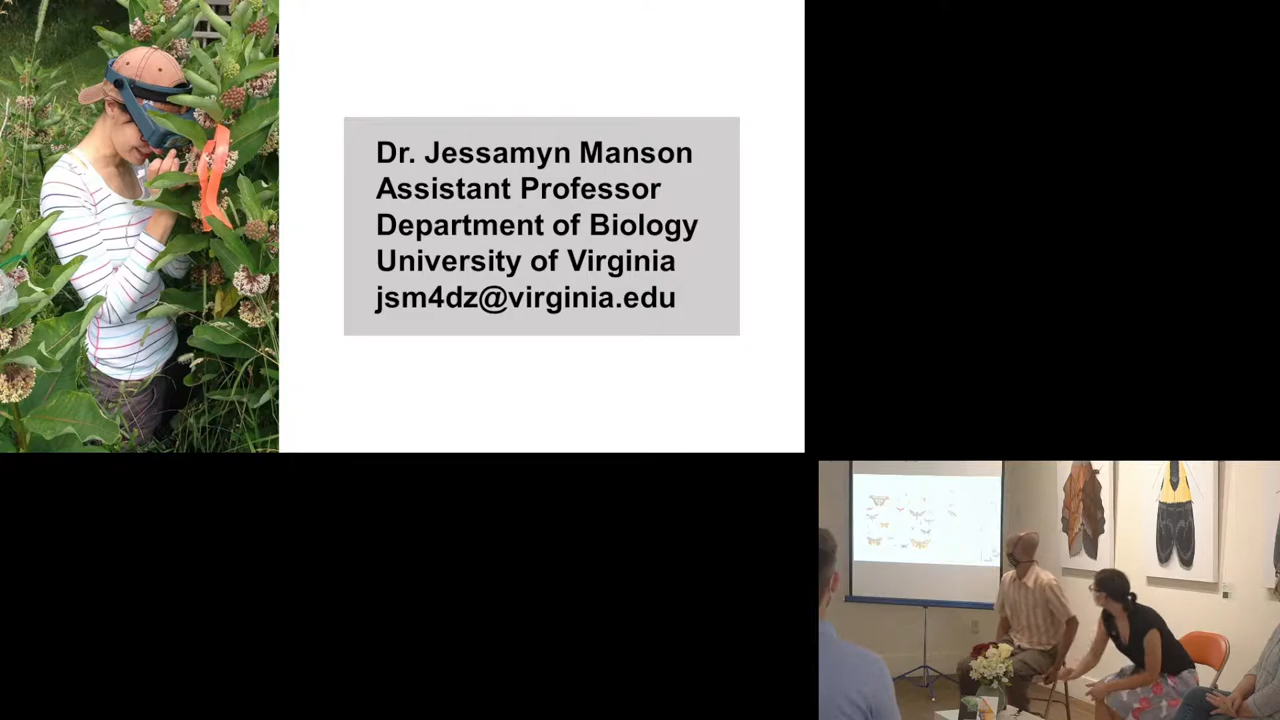 Dr. Jessamyn Manson
Assistant Professor
Department of Biology
University of Virginia
jsm4dz@virginia.edu